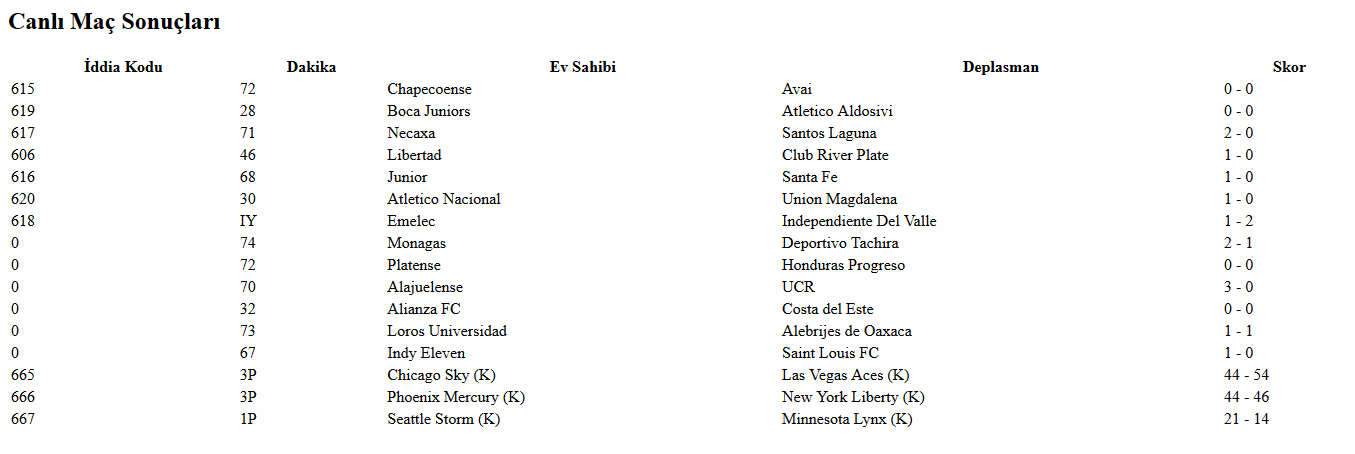 Canlı Maç Sonuçları
İddia Kodu Dakika Ev Sahibi Deplasman Skor
615 72 Chapecoense Avai 0 - 0
619 28 Boca Juniors Atletico Aldosivi 0 - 0
617 71 Necaxa Santos Laguna 2 - 0
606 46 Libertad Club River Plate 1 - 0
616 68 Junior Santa Fe 1 - 0
620 30 Atletico Nacional Union Magdalena 1 - 0
618 IY Emelec Independiente Del Valle 1 - 2
0 74 Monagas Deportivo Tachira 2 - 1
0 72 Platense Honduras Progreso 0 - 0
0 70 Alajuelense UCR 3 - 0
0 32 Alianza FC Costa del Este 0 - 0
0 73 Loros Universidad Alebrijes de Oaxaca 1 - 1
0 67 Indy Eleven Saint Louis FC 1 - 0
665 3P Chicago Sky (K) Las Vegas Aces (K) 44 - 54
666 3P Phoenix Mercury (K) New York Liberty (K) 44 - 46
667 1P Seattle Storm (K) Minnesota Lynx (K) 21 - 14